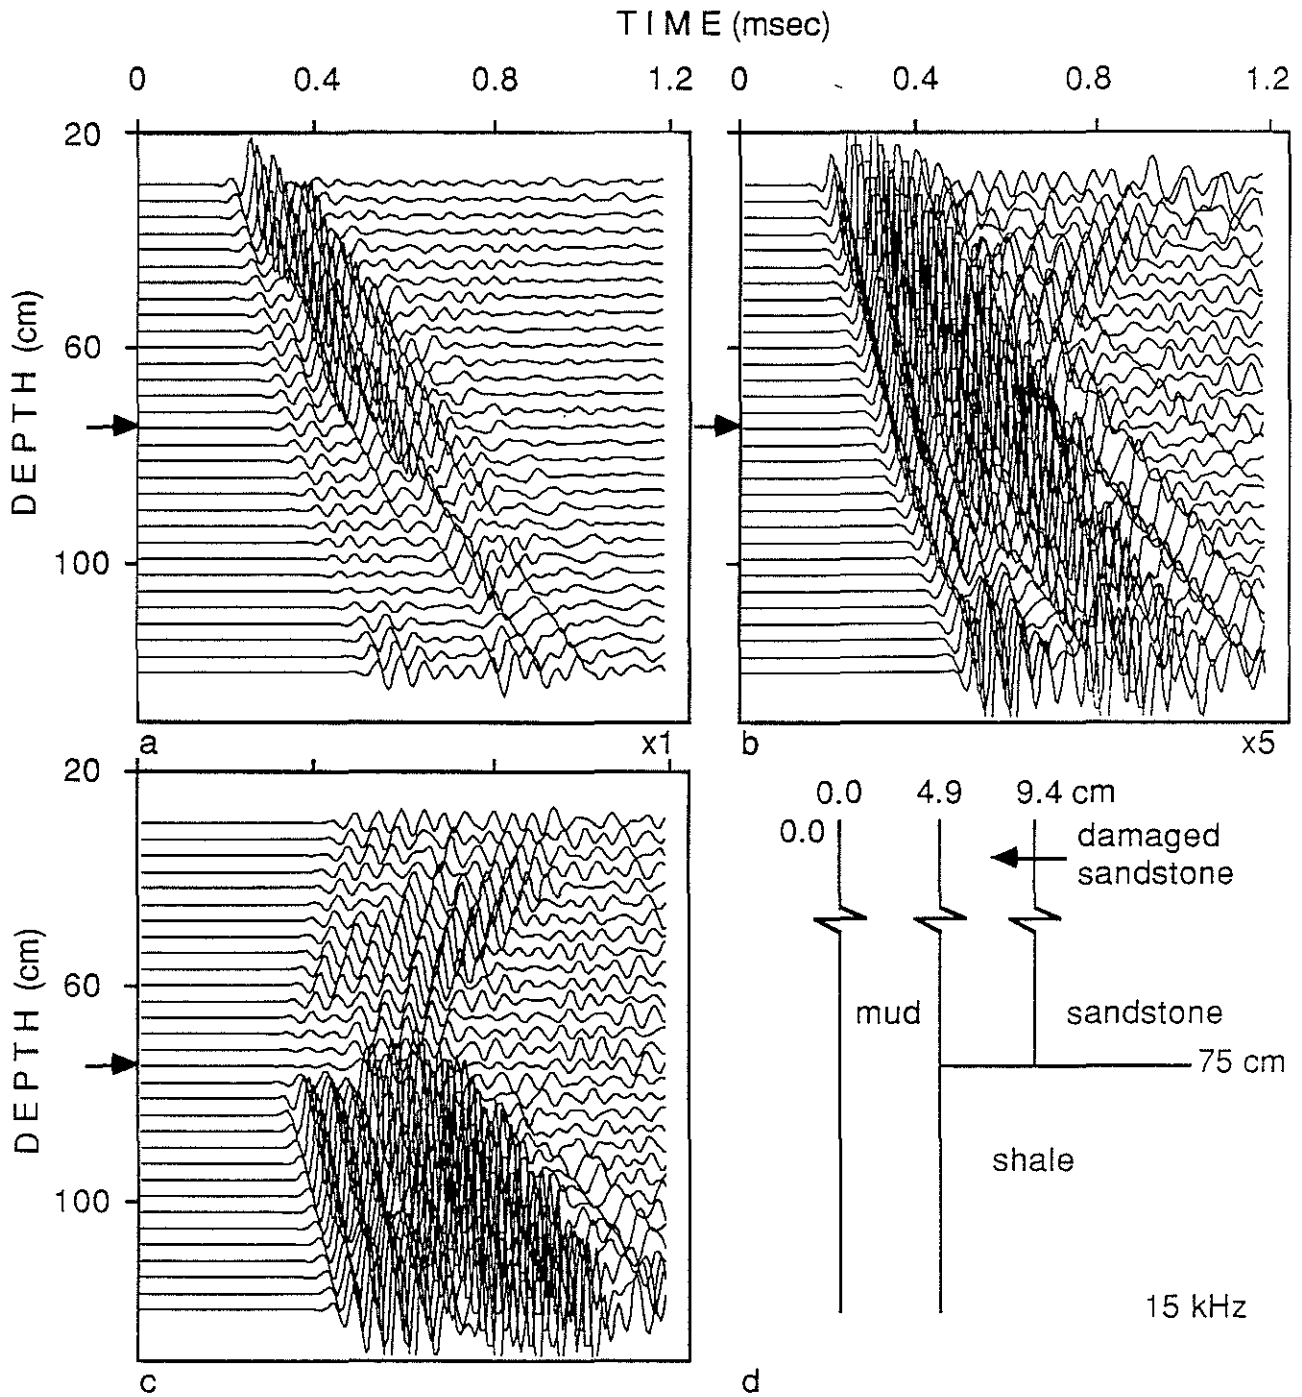 TIME (msec)
0 0.4 0.8 1.2 0 0.4 0.8 1.2
20
60
100
DEPTH (cm)
a x1 b x5
20
60
100
DEPTH (cm)
c
0.0 4.9 9.4 cm
0.0
damaged
sandstone
mud
sandstone
75 cm
shale
15 kHz
d